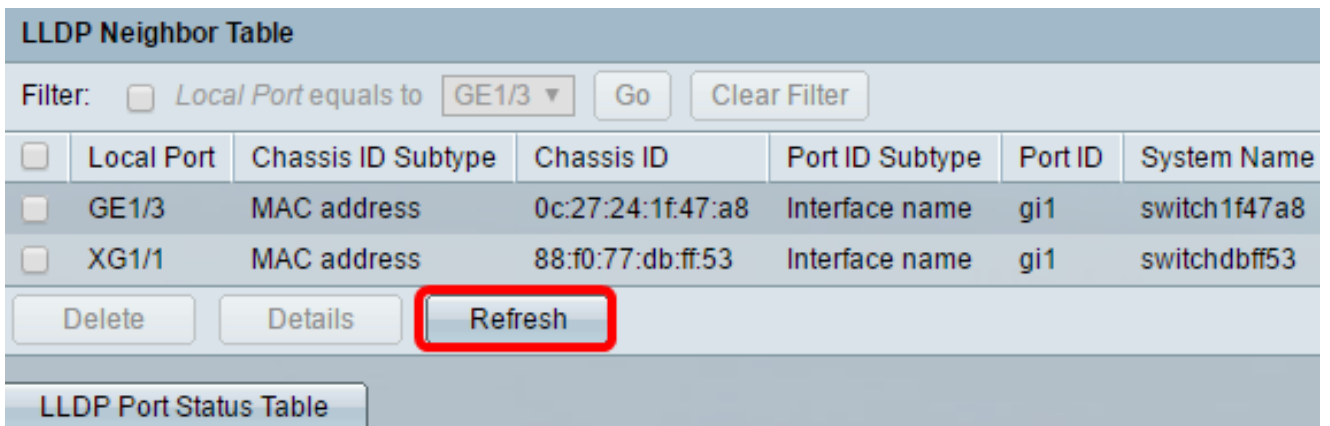 LLDP Neighbor Table
Filter: Local Port equals to GE1/3 Go Clear Filter
Local Port Chassis ID Subtype Chassis ID Port ID Subtype Port ID System Name
GE1/3 MAC address 0c:27:24:1f:47:a8 Interface name gi1 switch1f47a8
XG1/1 MAC address 88:f0:77:db:ff:53 Interface name gi1 switchdbff53
Delete Details Refresh
LLDP Port Status Table